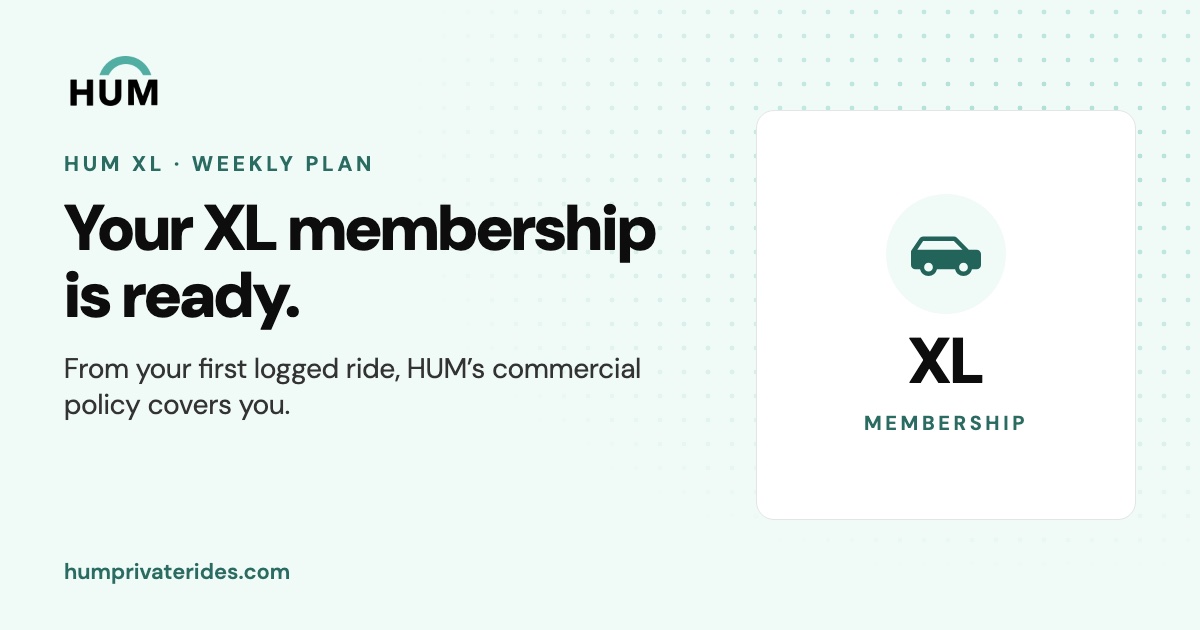 HUM
HUM XL · WEEKLY PLAN
Your XL membership
is ready.
From your first logged ride, HUM’s commercial
policy covers you.
XL
MEMBERSHIP
humprivaterides.com